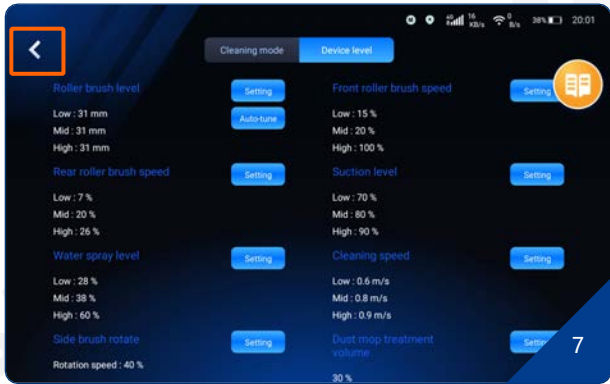 4G 16 KB/s 0 B/s 38% 20:01
Cleaning mode Device level
Roller brush level Setting
Low : 31 mm Auto-tune
Mid : 31 mm
High : 31 mm
Front roller brush speed Setting
Low : 15 %
Mid : 20 %
High : 100 %
Rear roller brush speed Setting
Low : 7 %
Mid : 20 %
High : 26 %
Suction level Setting
Low : 70 %
Mid : 80 %
High : 90 %
Water spray level Setting
Low : 28 %
Mid : 38 %
High : 60 %
Cleaning speed Setting
Low : 0.6 m/s
Mid : 0.8 m/s
High : 0.9 m/s
Side brush rotate Setting
Rotation speed : 40 %
Dust mop treatment
volume
30 %
7